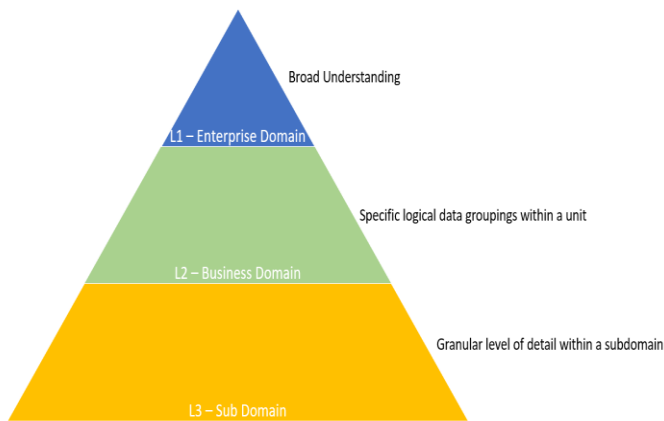 Broad Understanding
L1 – Enterprise Domain
Specific logical data groupings within a unit
L2 – Business Domain
Granular level of detail within a subdomain
L3 – Sub Domain